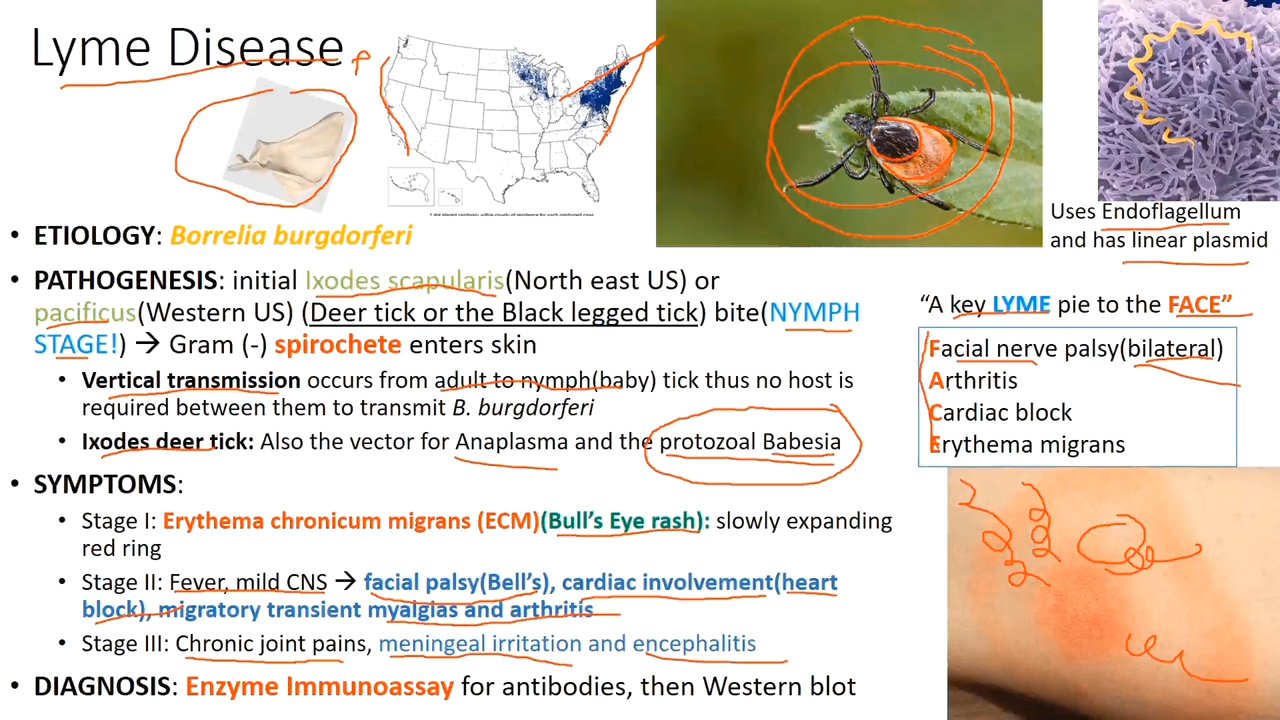 Lyme Disease
Uses Endoflagellum
and has linear plasmid
• ETIOLOGY: Borrelia burgdorferi
• PATHOGENESIS: initial Ixodes scapularis(North east US) or
pacificus(Western US) (Deer tick or the Black legged tick) bite(NYMPH
STAGE!) → Gram (-) spirochete enters skin
• Vertical transmission occurs from adult to nymph(baby) tick thus no host is
required between them to transmit B. burgdorferi
• Ixodes deer tick: Also the vector for Anaplasma and the protozoal Babesia
• SYMPTOMS:
• Stage I: Erythema chronicum migrans (ECM)(Bull's Eye rash): slowly expanding
red ring
• Stage II: Fever, mild CNS → facial palsy(Bell's), cardiac involvement(heart
block), migratory transient myalgias and arthritis
• Stage III: Chronic joint pains, meningeal irritation and encephalitis
• DIAGNOSIS: Enzyme Immunoassay for antibodies, then Western blot
“A key LYME pie to the FACE”
Facial nerve palsy(bilateral)
Arthritis
Cardiac block
Erythema migrans